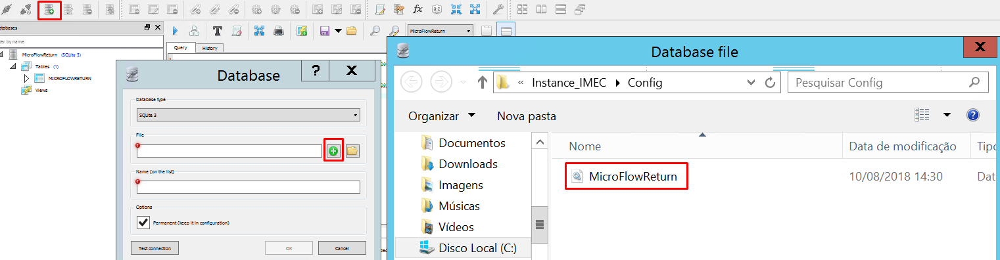 Databases
er by name
MicroFlowReturn (SQLite 3)
Tables (1)
MICROFLOWRETURN
Views
T
fx
a-z
MicroFlowReturn
Query
History
1
Database
?
X
Database type
SQLite 3
File
Name (on the list)
Options
Permanent (keep it in configuration)
Test connection
OK
Cancel
Database file
X
« Instance_IMEC Config
Pesquisar Config
Organizar
Nova pasta
?
Documentos
Downloads
Imagens
Músicas
Vídeos
Disco Local (C:)
Nome
Data de modificação
Tipo
MicroFlowReturn
10/08/2018 14:30
Dat